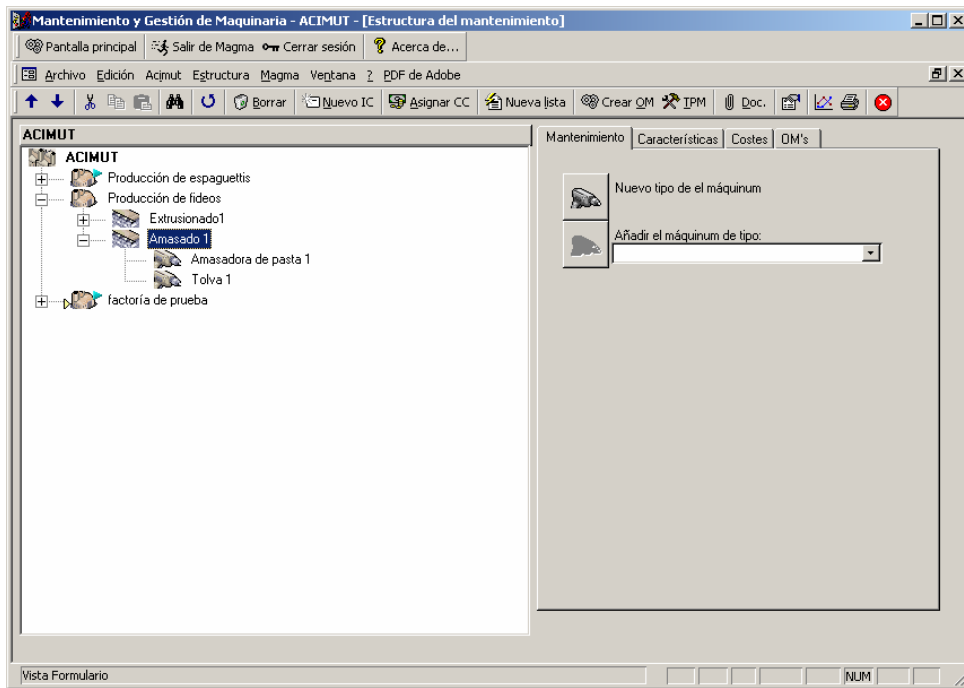 Mantenimiento y Gestión de Maquinaria - ACIMUT - [Estructura del mantenimiento]
Pantalla principal Salir de Magma Cerrar sesión Acerca de...
Archivo Edición Acimut Estructura Magma Ventana ? PDF de Adobe
Borrar Nuevo IC Asignar CC Nueva lista Crear OM TPM Doc.
ACIMUT
Mantenimiento Características Costes OM's
ACIMUT
Producción de espaguettis
Producción de fideos
Extrusionado1
Amasado 1
Amasadora de pasta 1
Tolva 1
factoría de prueba
Nuevo tipo de el máquinum
Añadir el máquinum de tipo:
Vista Formulario NUM